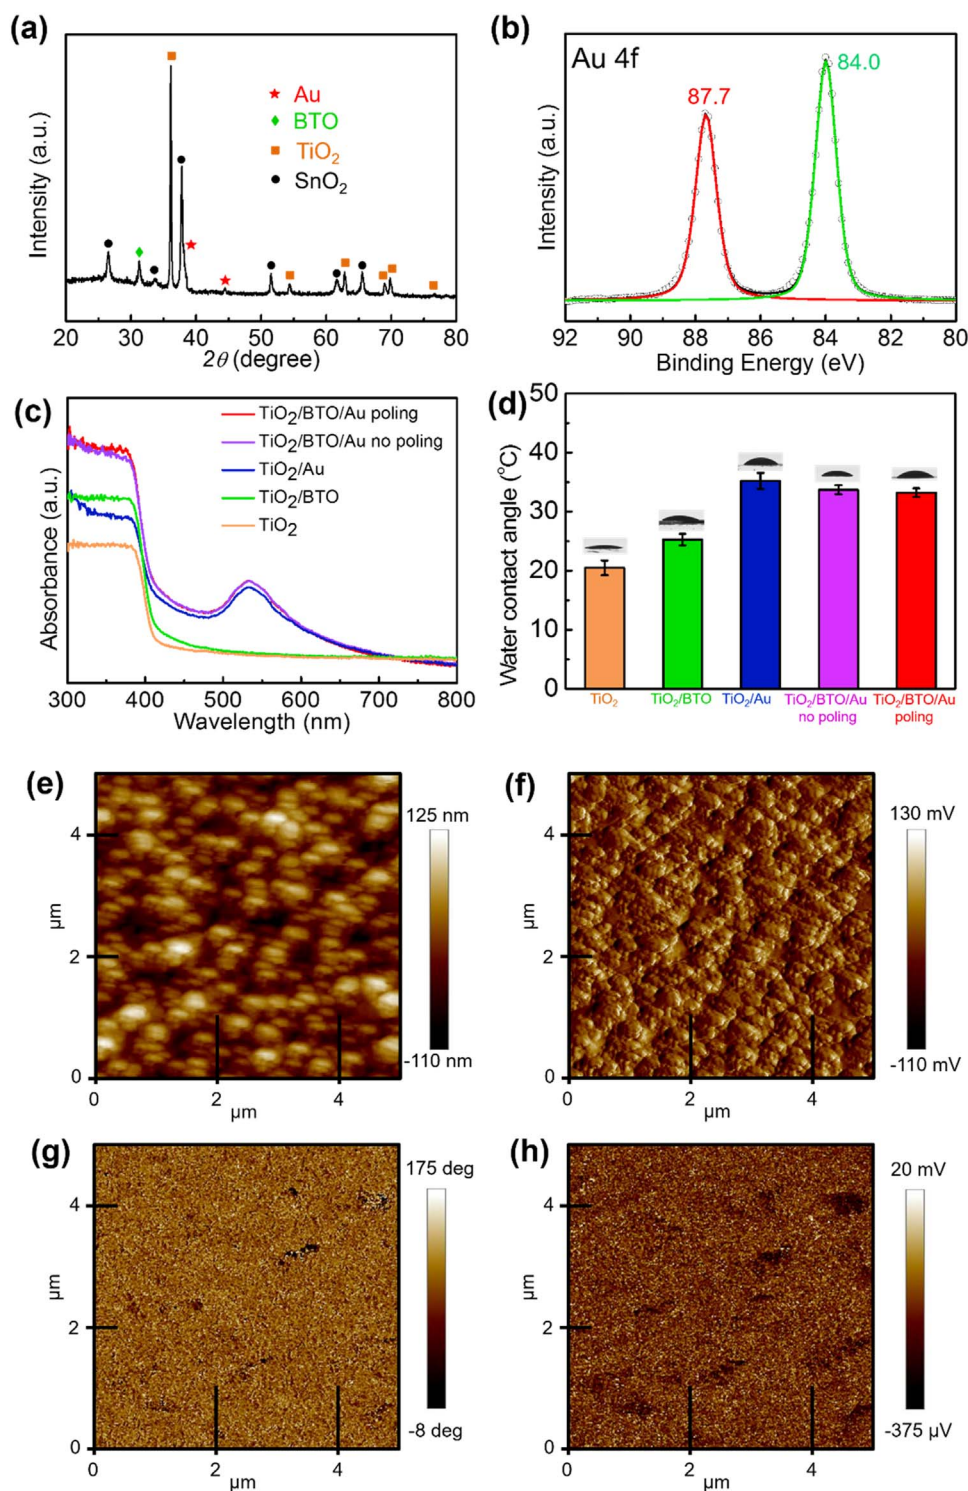 (a)
Intensity (a.u.)
Au
BTO
TiO2
SnO2
20 30 40 50 60 70 80
2θ (degree)
(b)
Intensity (a.u.)
Au 4f
87.7
84.0
92 90 88 86 84 82 80
Binding Energy (eV)
(c)
Absorbance (a.u.)
TiO2/BTO/Au poling
TiO2/BTO/Au no poling
TiO2/Au
TiO2/BTO
TiO2
300 400 500 600 700 800
Wavelength (nm)
(d)
Water contact angle (°C)
50
40
30
20
10
0
TiO2 TiO2/BTO TiO2/Au TiO2/BTO/Au TiO2/BTO/Au
no poling poling
(e)
125 nm
4
µm
2
-110 nm
0
0 2 4
µm
(f)
130 mV
4
µm
2
-110 mV
0
0 2 4
µm
(g)
175 deg
4
µm
2
-8 deg
0
0 2 4
µm
(h)
20 mV
4
µm
2
-375 µV
0
0 2 4
µm